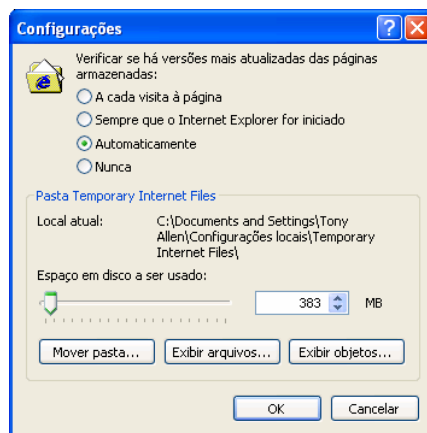 Configurações
Verificar se há versões mais atualizadas das páginas
armazenadas:
A cada visita à página
Sempre que o Internet Explorer for iniciado
Automaticamente
Nunca
Pasta Temporary Internet Files
Local atual: C:\Documents and Settings\Tony
Allen\Configurações locais\Temporary
Internet Files\
Espaço em disco a ser usado:
383 MB
Mover pasta... Exibir arquivos... Exibir objetos...
OK Cancelar